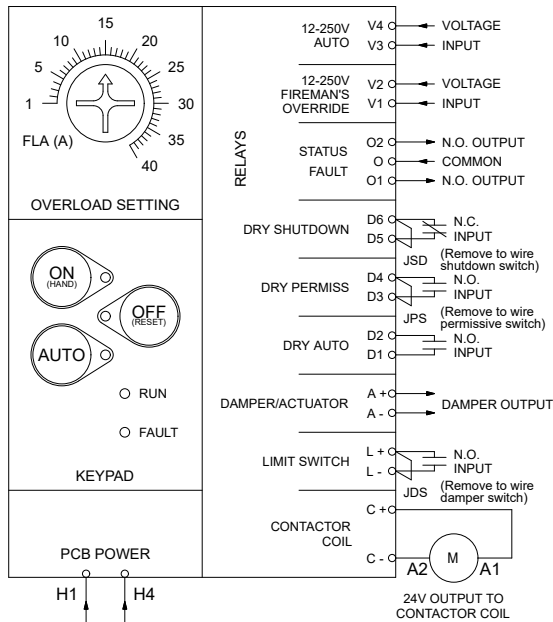 15
10
20
5
25
1
30
35
FLA (A)
40
OVERLOAD SETTING
ON
(HAND)
OFF
(RESET)
AUTO
RUN
FAULT
KEYPAD
PCB POWER
H1
H4
RELAYS
12-250V
AUTO
V4
VOLTAGE
V3
INPUT
12-250V
FIREMAN'S
OVERRIDE
V2
VOLTAGE
V1
INPUT
STATUS
FAULT
O2
N.O. OUTPUT
O
COMMON
O1
N.O. OUTPUT
DRY SHUTDOWN
D6
N.C.
D5
INPUT
JSD
(Remove to wire
shutdown switch)
DRY PERMISS
D4
N.O.
D3
INPUT
JPS
(Remove to wire
permissive switch)
DRY AUTO
D2
N.O.
D1
INPUT
DAMPER/ACTUATOR
A +
A -
DAMPER OUTPUT
LIMIT SWITCH
L +
N.O.
L -
INPUT
JDS
(Remove to wire
damper switch)
CONTACTOR
COIL
C +
C -
A2
M
A1
24V OUTPUT TO
CONTACTOR COIL